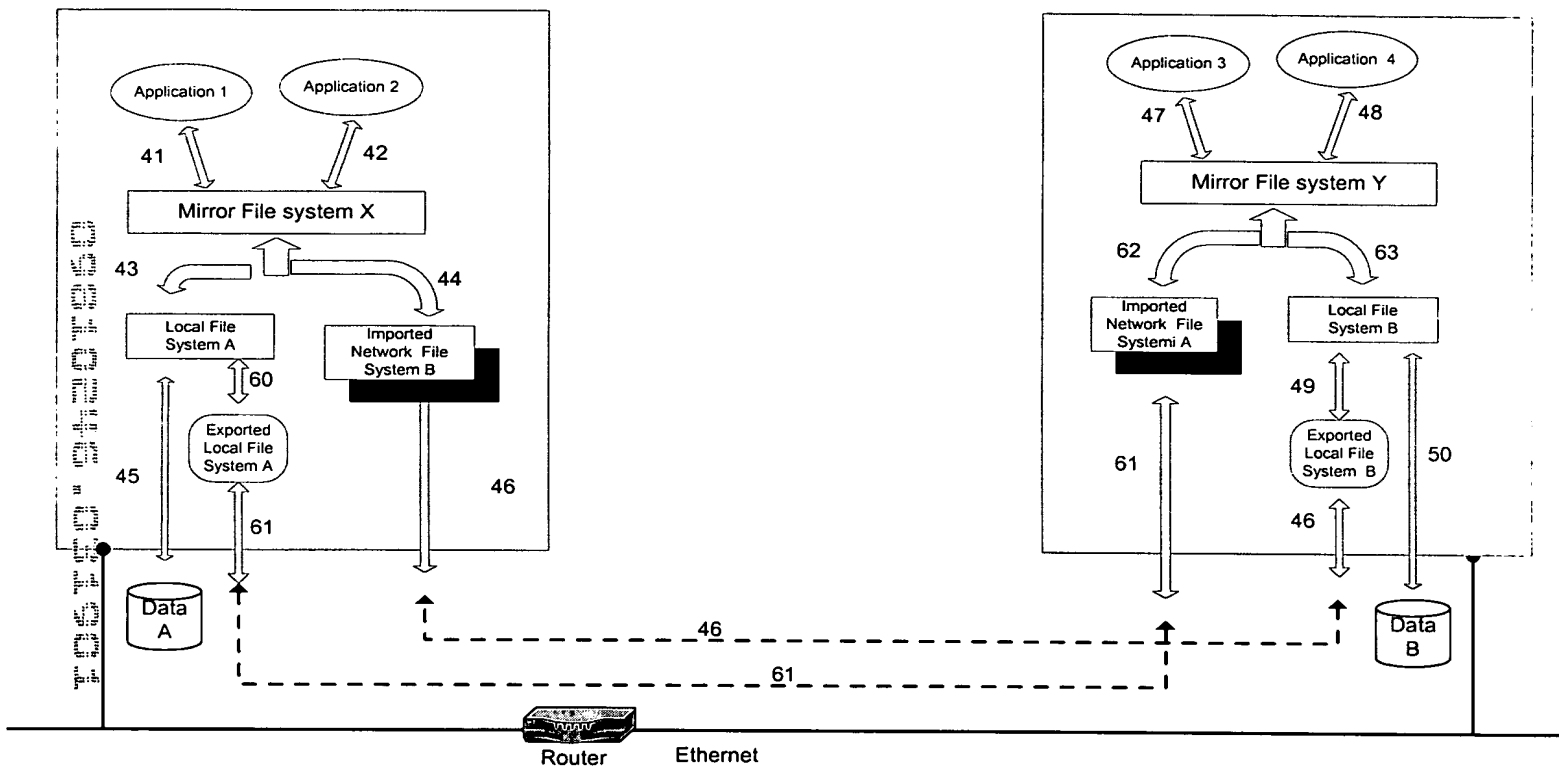 Application 1
Application 2
41
42
Mirror File system X
43
44
Local File
System A
Imported
Network File
System B
60
Exported
Local File
System A
45
46
61
Data
A
Application 3
Application 4
47
48
Mirror File system Y
62
63
Imported
Network File
Systemi A
Local File
System B
49
Exported
Local File
System B
61
50
46
Data
B
46
61
Router
Ethernet